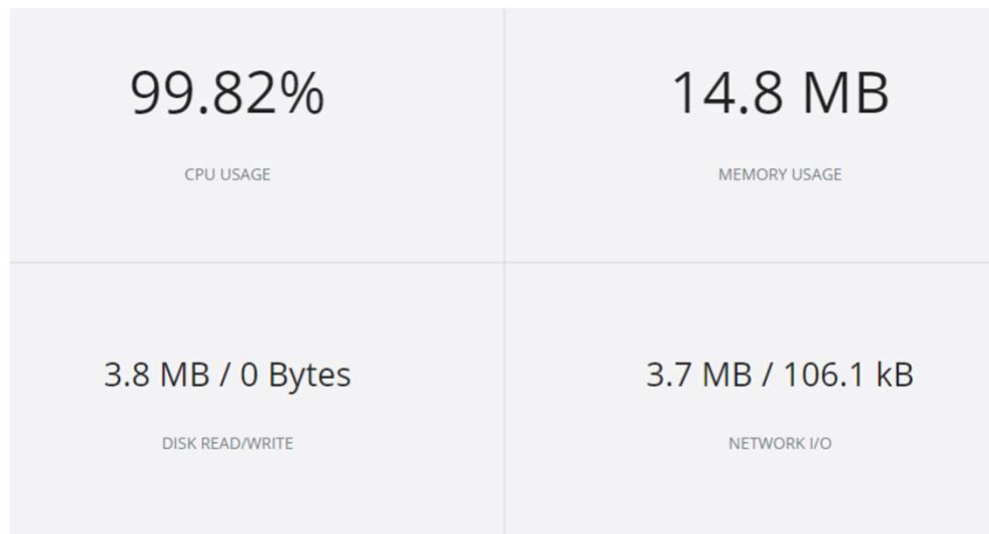 99.82%
CPU USAGE
14.8 MB
MEMORY USAGE
3.8 MB / 0 Bytes
DISK READ/WRITE
3.7 MB / 106.1 kB
NETWORK I/O